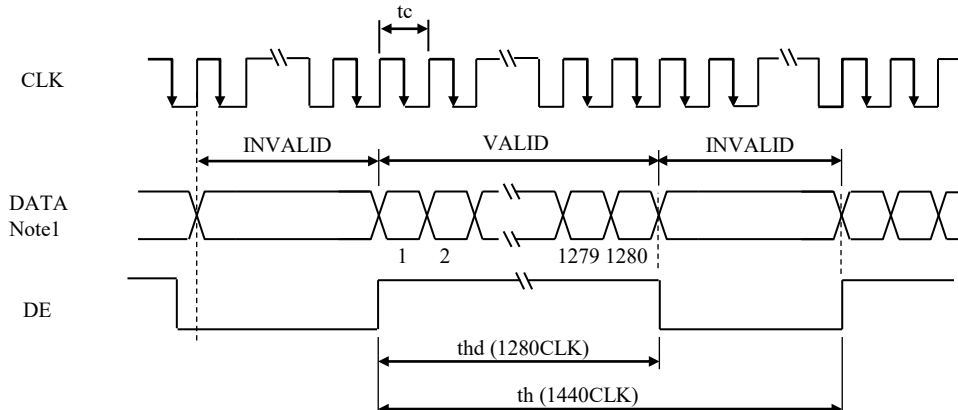 tc
CLK
INVALID VALID INVALID
DATA
Note1
1 2 1279 1280
DE
thd (1280CLK)
th (1440CLK)